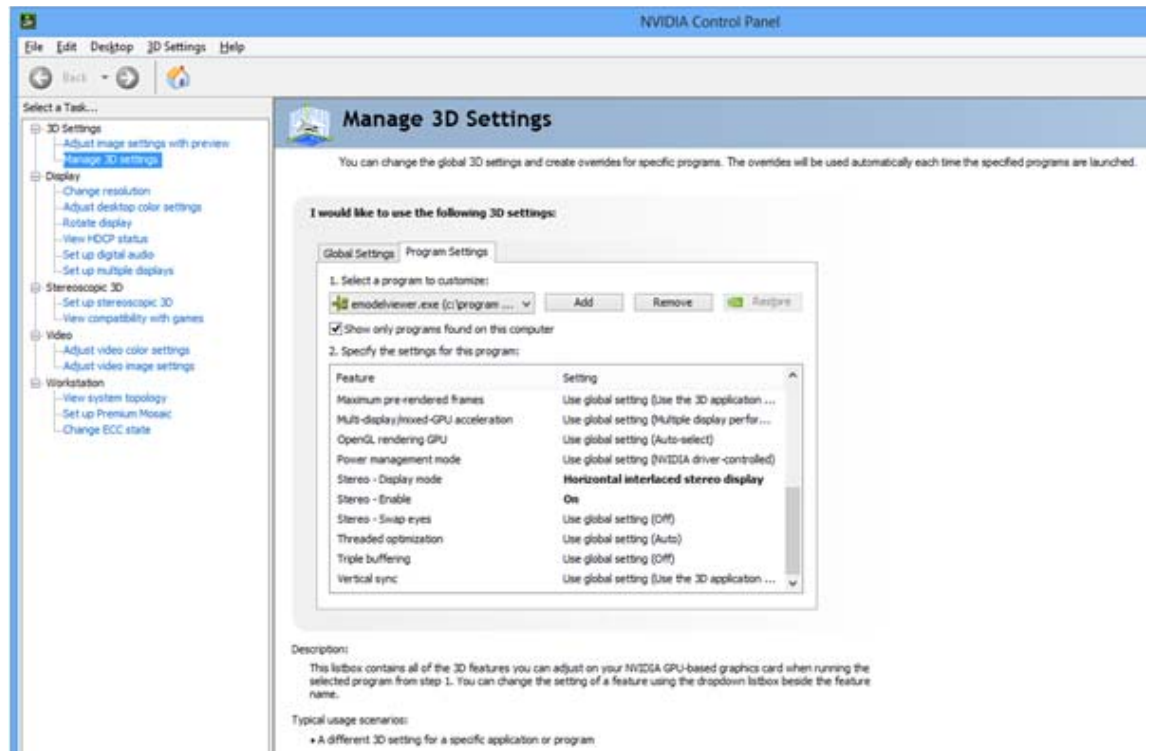 NVIDIA Control Panel
File Edit Desktop 3D Settings Help
Back
Select a Task...
3D Settings
Adjust image settings with preview
Manage 3D settings
Display
Change resolution
Adjust desktop color settings
Rotate display
View HDCP status
Set up digital audio
Set up multiple displays
Stereoscopic 3D
Set up stereoscopic 3D
View compatibility with games
Video
Adjust video color settings
Adjust video image settings
Workstation
View system topology
Set up Premium Mosaic
Change ECC state
Manage 3D Settings
You can change the global 3D settings and create overrides for specific programs. The overrides will be used automatically each time the specified programs are launched.
I would like to use the following 3D settings:
Global Settings Program Settings
1. Select a program to customize:
emodelviewer.exe (c:\program ... Add Remove Restore
Show only programs found on this computer
2. Specify the settings for this program:
Feature Setting
Maximum pre-rendered frames Use global setting (Use the 3D application ...
Multi-display/mixed-GPU acceleration Use global setting (Multiple display perfor...
OpenGL rendering GPU Use global setting (Auto-select)
Power management mode Use global setting (NVIDIA driver-controlled)
Stereo - Display mode Horizontal interlaced stereo display
Stereo - Enable On
Stereo - Swap eyes Use global setting (Off)
Threaded optimization Use global setting (Auto)
Triple buffering Use global setting (Off)
Vertical sync Use global setting (Use the 3D application ...
Description:
This listbox contains all of the 3D features you can adjust on your NVIDIA GPU-based graphics card when running the
selected program from step 1. You can change the setting of a feature using the dropdown listbox beside the feature
name.
Typical usage scenarios:
• A different 3D setting for a specific application or program